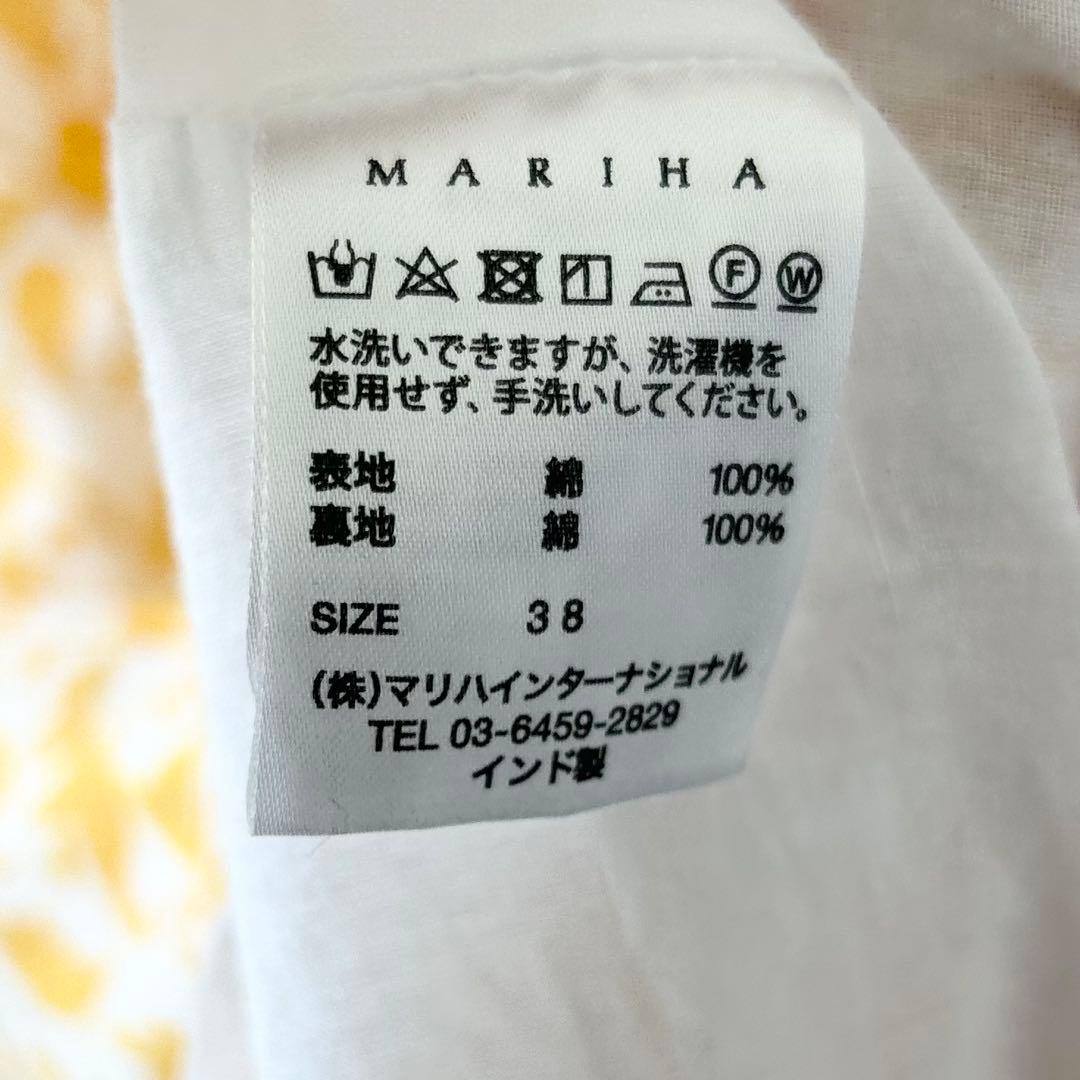 MARIHA
F W
水洗いできますが、洗濯機を
使用せず、手洗いしてください。
表地 綿 100%
裏地 綿 100%
SIZE 38
(株)マリハインターナショナル
TEL 03-6459-2829
インド製